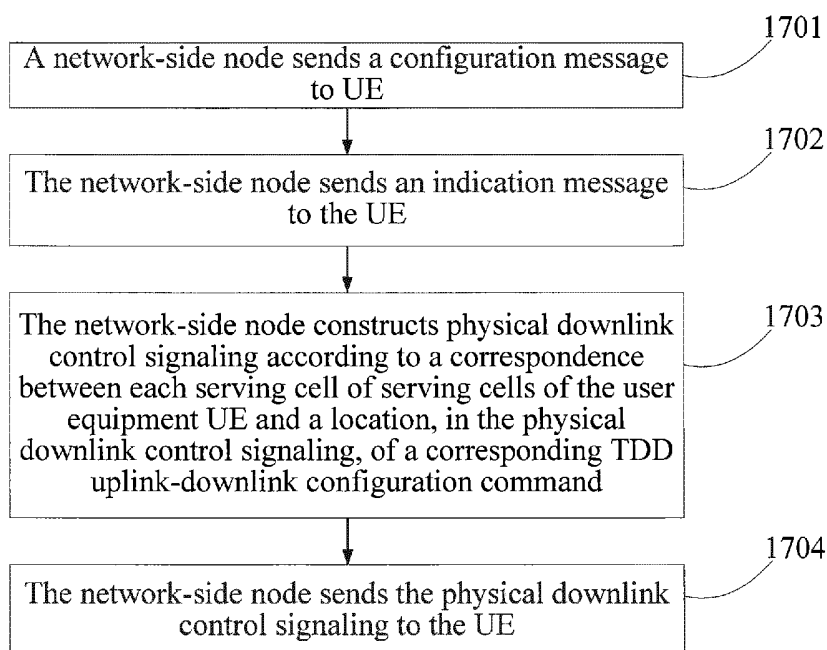 1701
A network-side node sends a configuration message
to UE
1702
The network-side node sends an indication message
to the UE
1703
The network-side node constructs physical downlink
control signaling according to a correspondence
between each serving cell of serving cells of the user
equipment UE and a location, in the physical
downlink control signaling, of a corresponding TDD
uplink-downlink configuration command
1704
The network-side node sends the physical downlink
control signaling to the UE